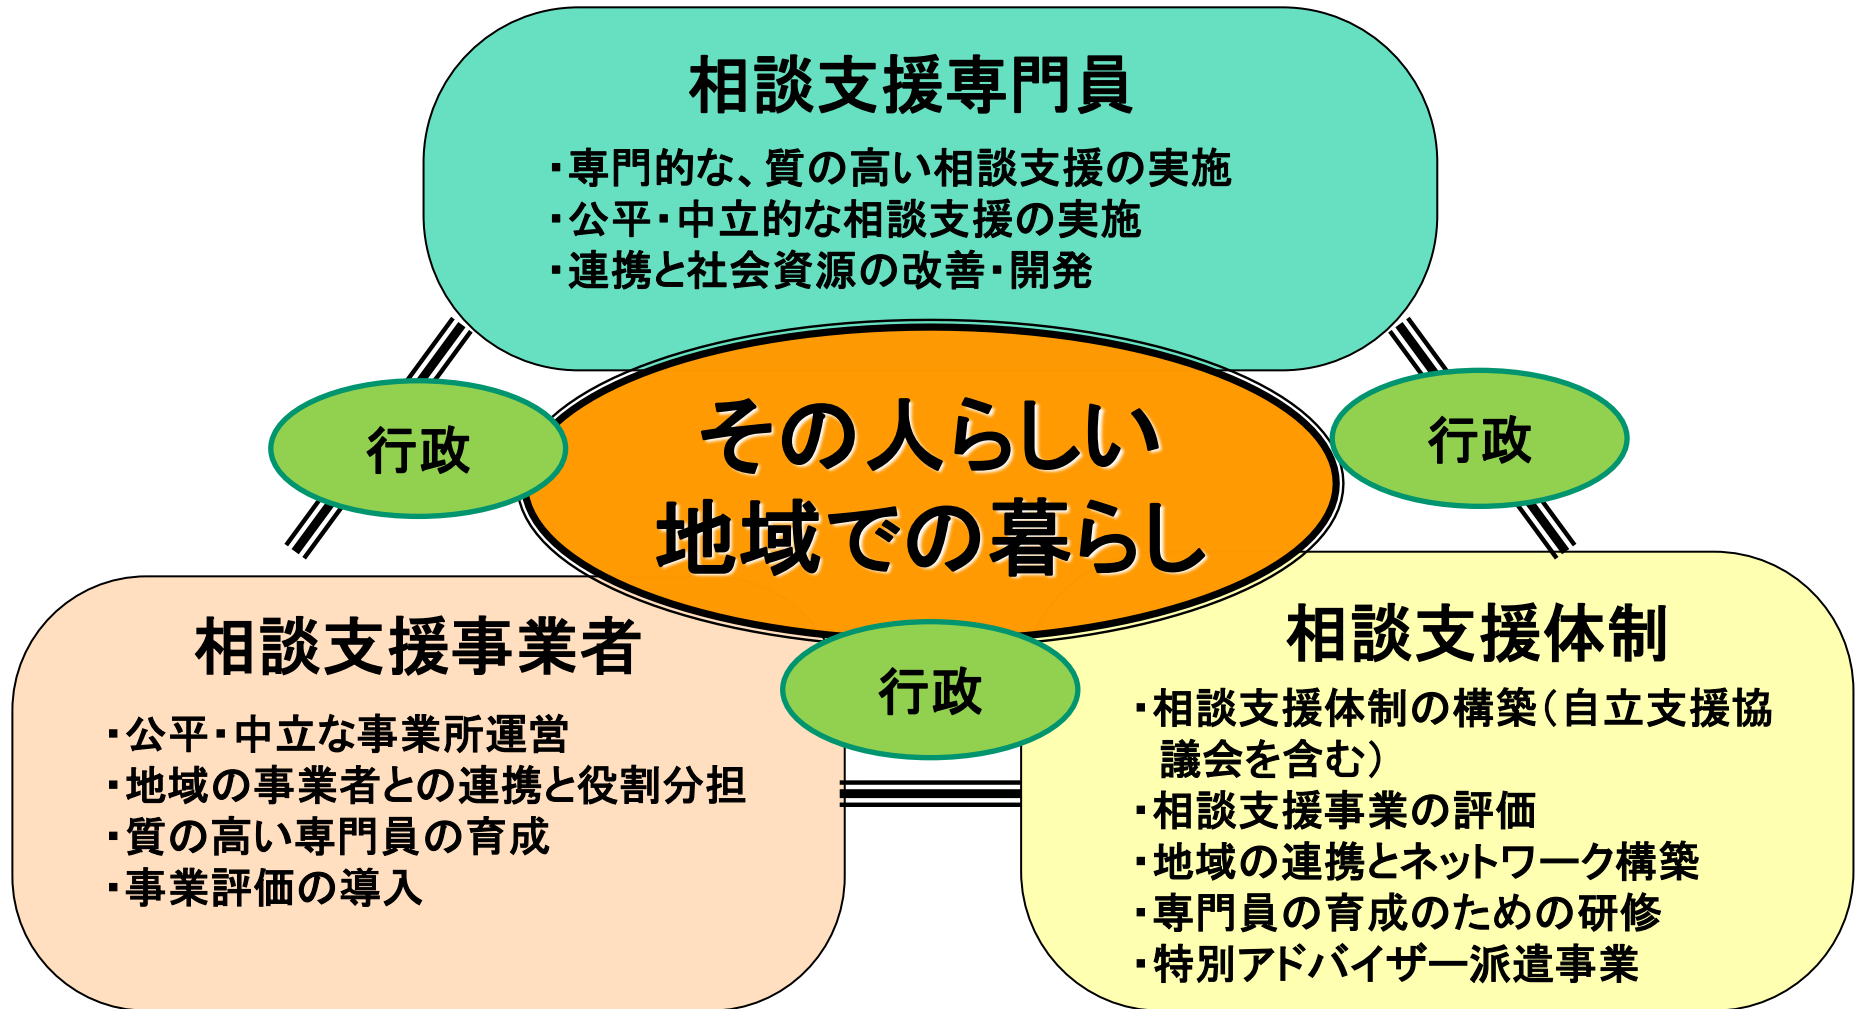 相談支援専門員
・専門的な、質の高い相談支援の実施
・公平・中立的な相談支援の実施
・連携と社会資源の改善・開発
行政
その人らしい
地域での暮らし
行政
相談支援事業者
・公平・中立な事業所運営
・地域の事業者との連携と役割分担
・質の高い専門員の育成
・事業評価の導入
行政
相談支援体制
・相談支援体制の構築(自立支援協
議会を含む)
・相談支援事業の評価
・地域の連携とネットワーク構築
・専門員の育成のための研修
・特別アドバイザー派遣事業